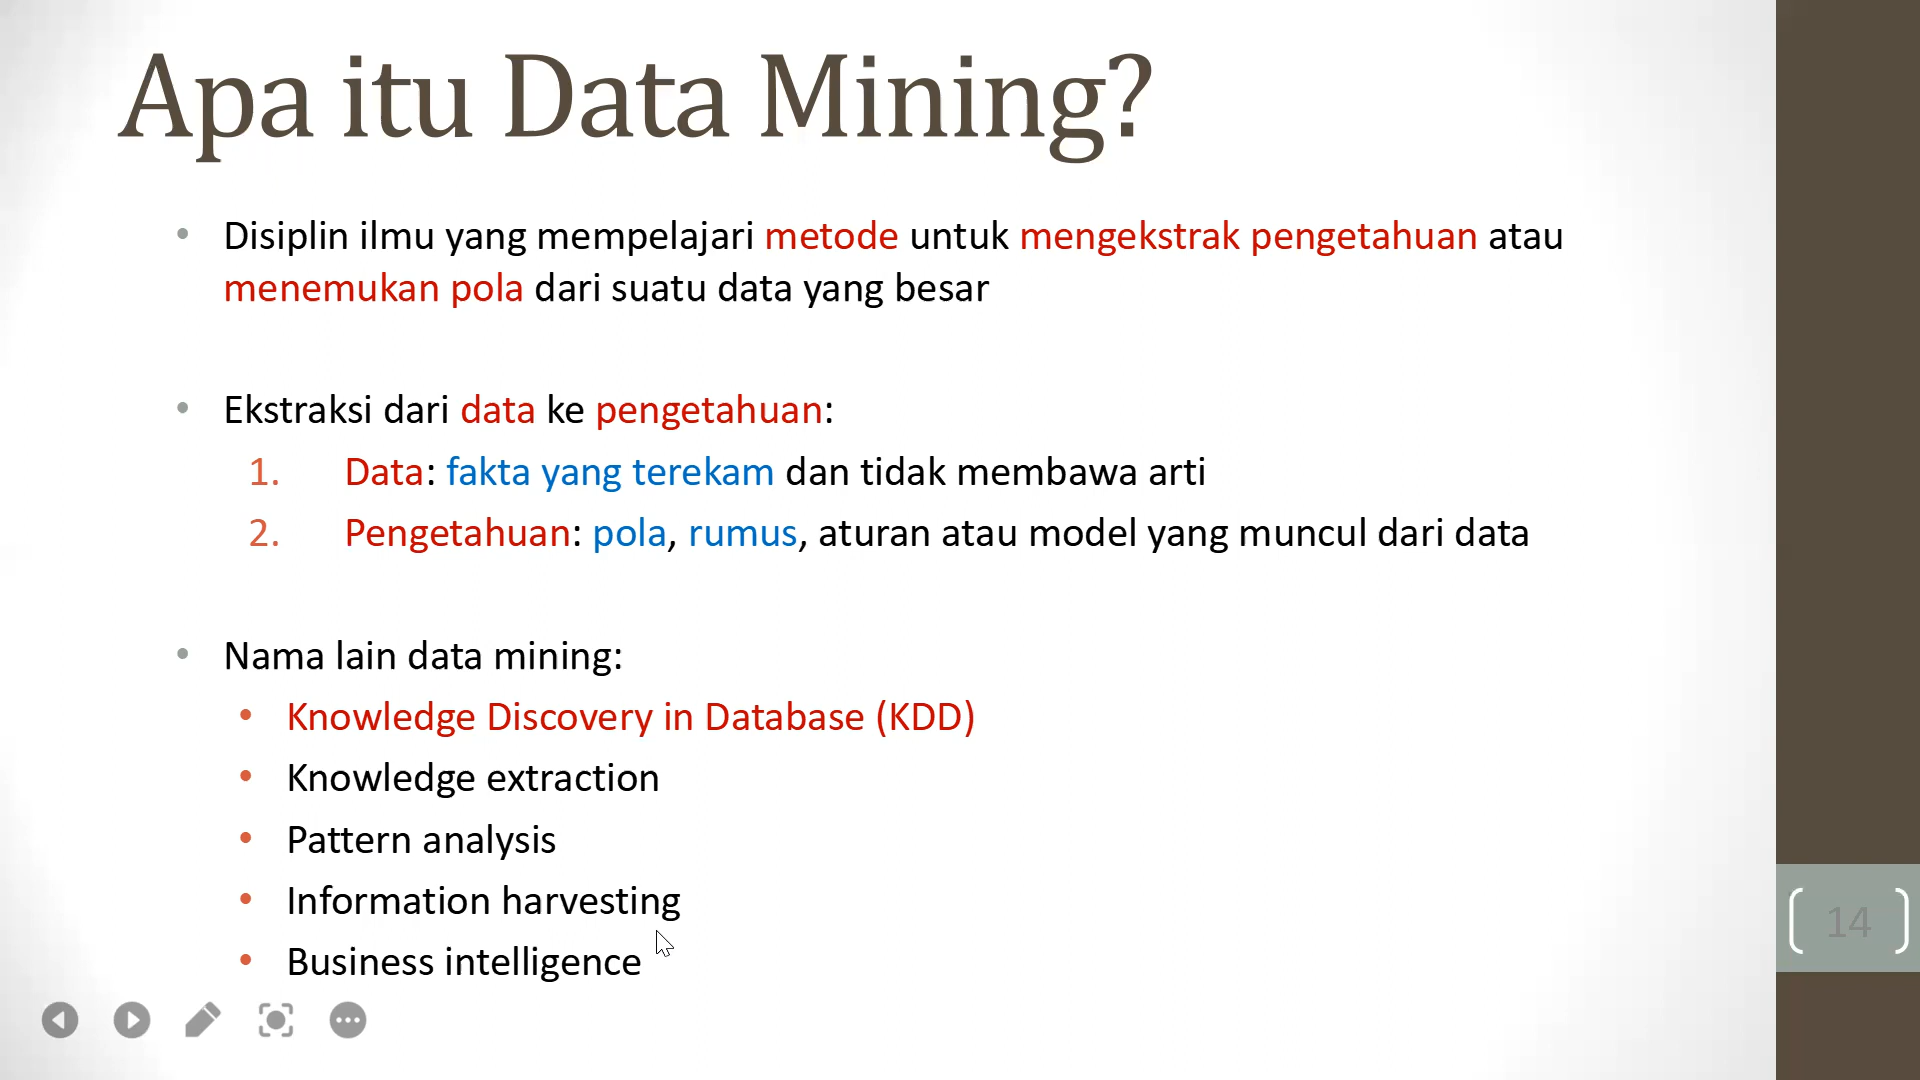 Apa itu Data Mining?
• Disiplin ilmu yang mempelajari metode untuk mengekstrak pengetahuan atau
menemukan pola dari suatu data yang besar
• Ekstraksi dari data ke pengetahuan:
1. Data: fakta yang terekam dan tidak membawa arti
2. Pengetahuan: pola, rumus, aturan atau model yang muncul dari data
• Nama lain data mining:
• Knowledge Discovery in Database (KDD)
• Knowledge extraction
• Pattern analysis
• Information harvesting
• Business intelligence
14